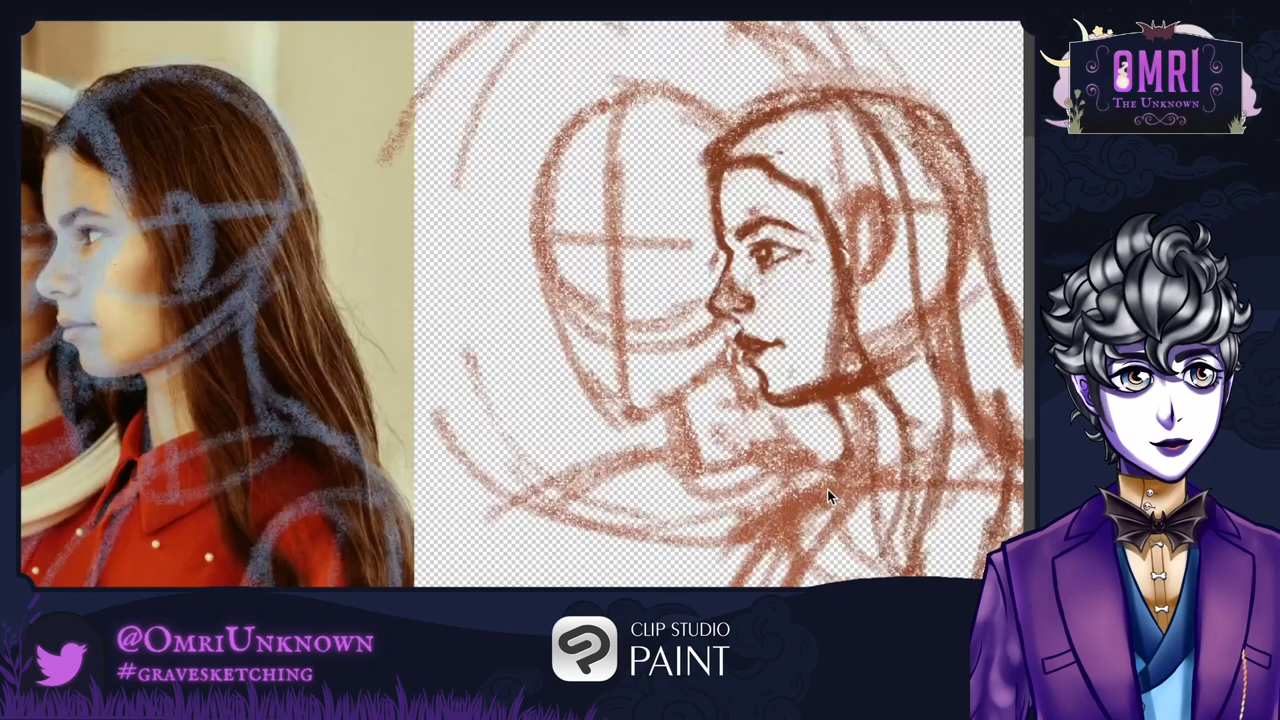 OMRI
The Unknown
@OmriUnknown
#gravesketching
CLIP STUDIO
PAINT